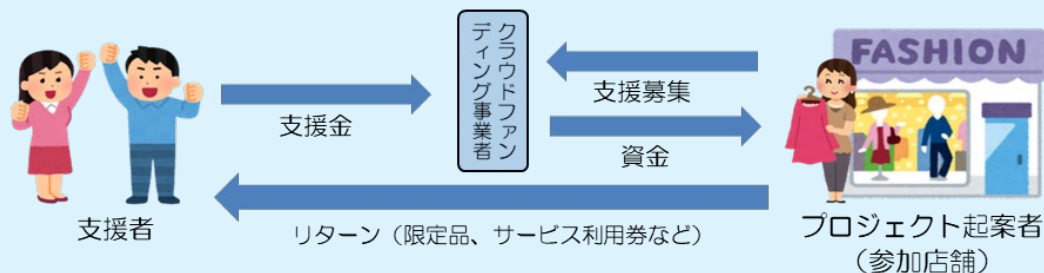 クラウドファン
ディング事業者
FASHION
支援金
支援募集
資金
支援者
リターン（限定品、サービス利用券など）
プロジェクト起案者
（参加店舗）